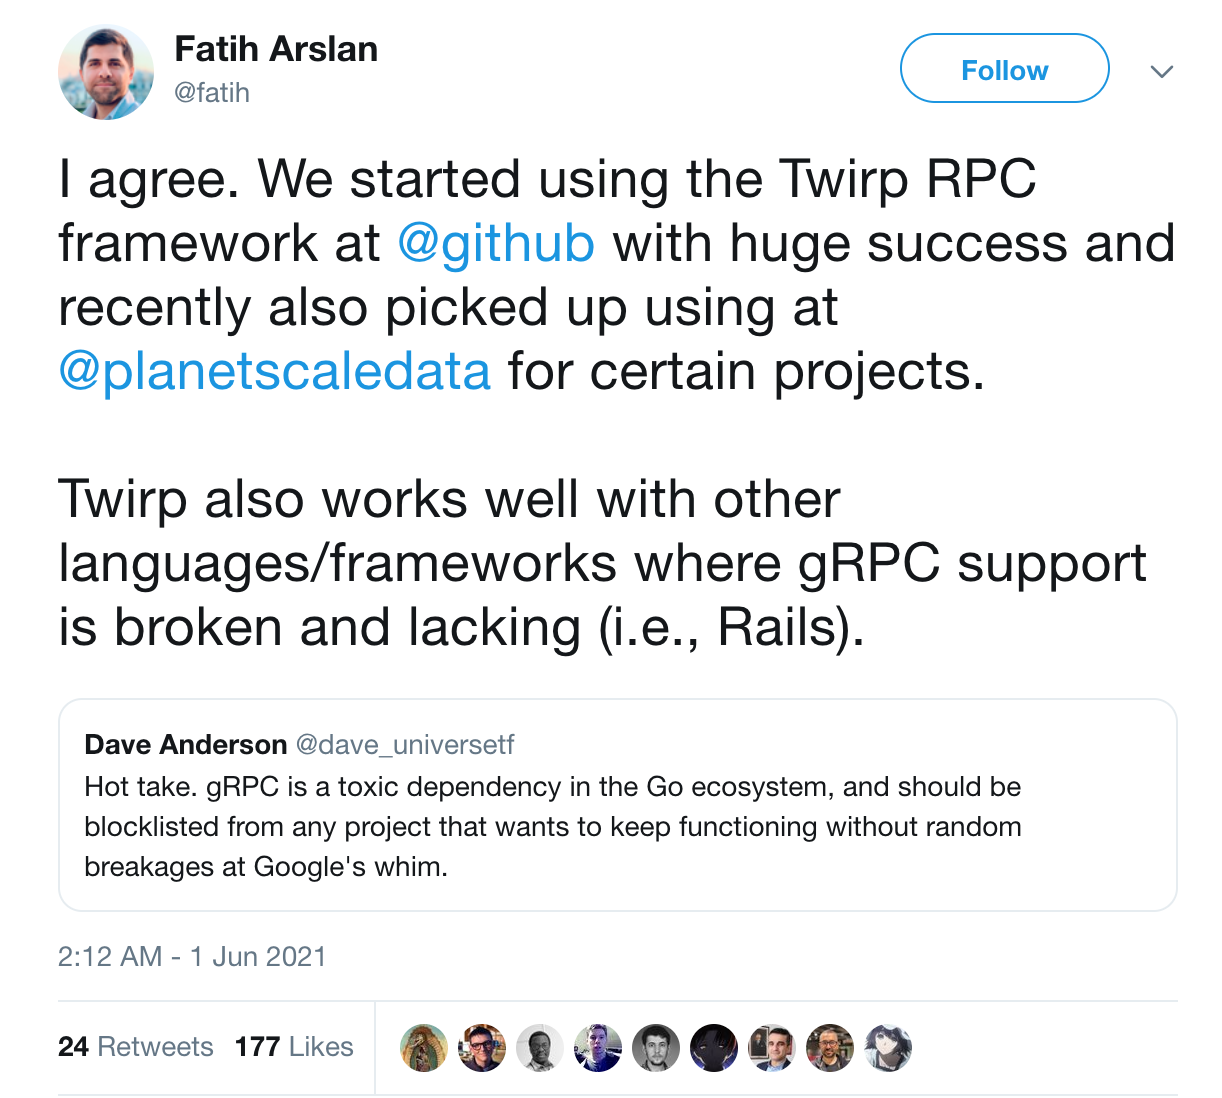 Fatih Arslan
@fatih
Follow
I agree. We started using the Twirp RPC
framework at @github with huge success and
recently also picked up using at
@planetscaledata for certain projects.
Twirp also works well with other
languages/frameworks where gRPC support
is broken and lacking (i.e., Rails).
Dave Anderson @dave_universetf
Hot take. gRPC is a toxic dependency in the Go ecosystem, and should be
blocklisted from any project that wants to keep functioning without random
breakages at Google's whim.
2:12 AM - 1 Jun 2021
24 Retweets 177 Likes